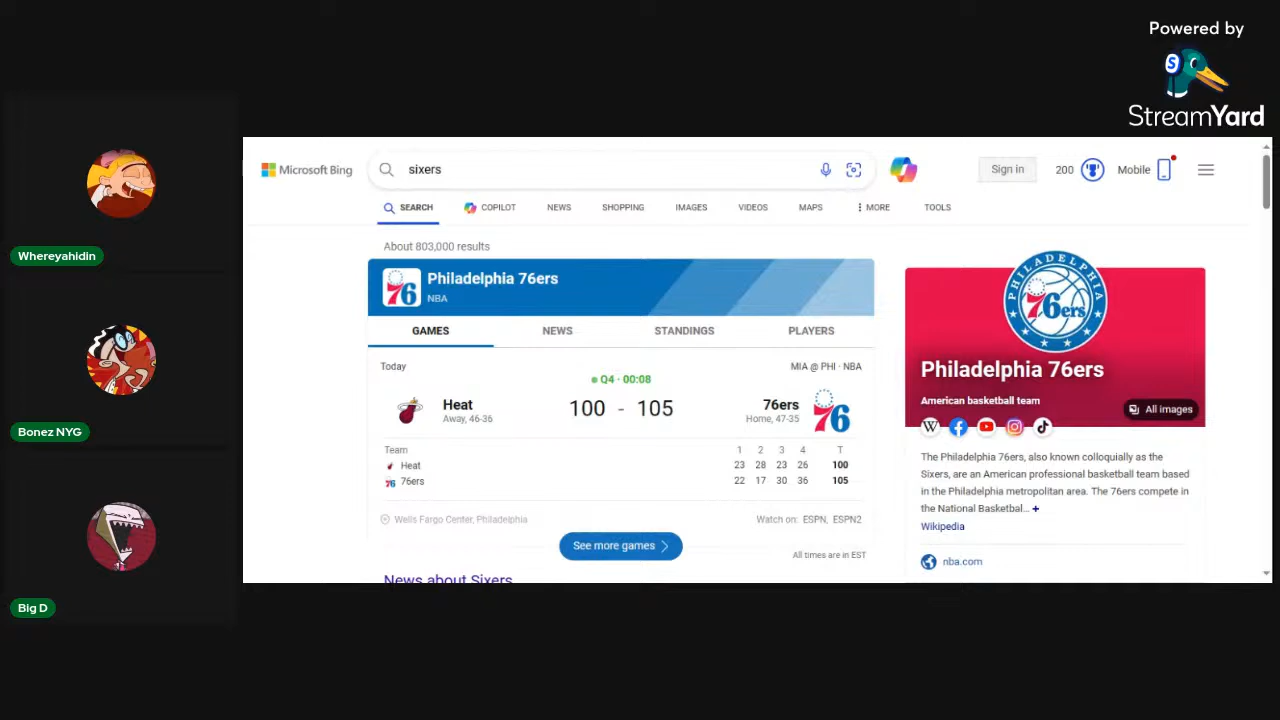 Powered by
StreamYard
Whereyahidin
Bonez NYG
Big D
Microsoft Bing
sixers
Sign in
200
Mobile
SEARCH
COPILOT
NEWS
SHOPPING
IMAGES
VIDEOS
MAPS
MORE
TOOLS
About 803,000 results
76
Philadelphia 76ers
NBA
GAMES NEWS STANDINGS PLAYERS
Today
MIA @ PHI · NBA
Q4 · 00:08
Heat
Away, 46-36
100 - 105
76ers
Home, 47-35
76
Team 1 2 3 4 T
Heat 23 28 23 26 100
76ers 22 17 30 36 105
Wells Fargo Center, Philadelphia
Watch on: ESPN, ESPN2
See more games
All times are in EST
News about Sixers
PHILADELPHIA
76ers
Philadelphia 76ers
American basketball team
All images
W
The Philadelphia 76ers, also known colloquially as the
Sixers, are an American professional basketball team based
in the Philadelphia metropolitan area. The 76ers compete in
the National Basketbal... +
Wikipedia
nba.com